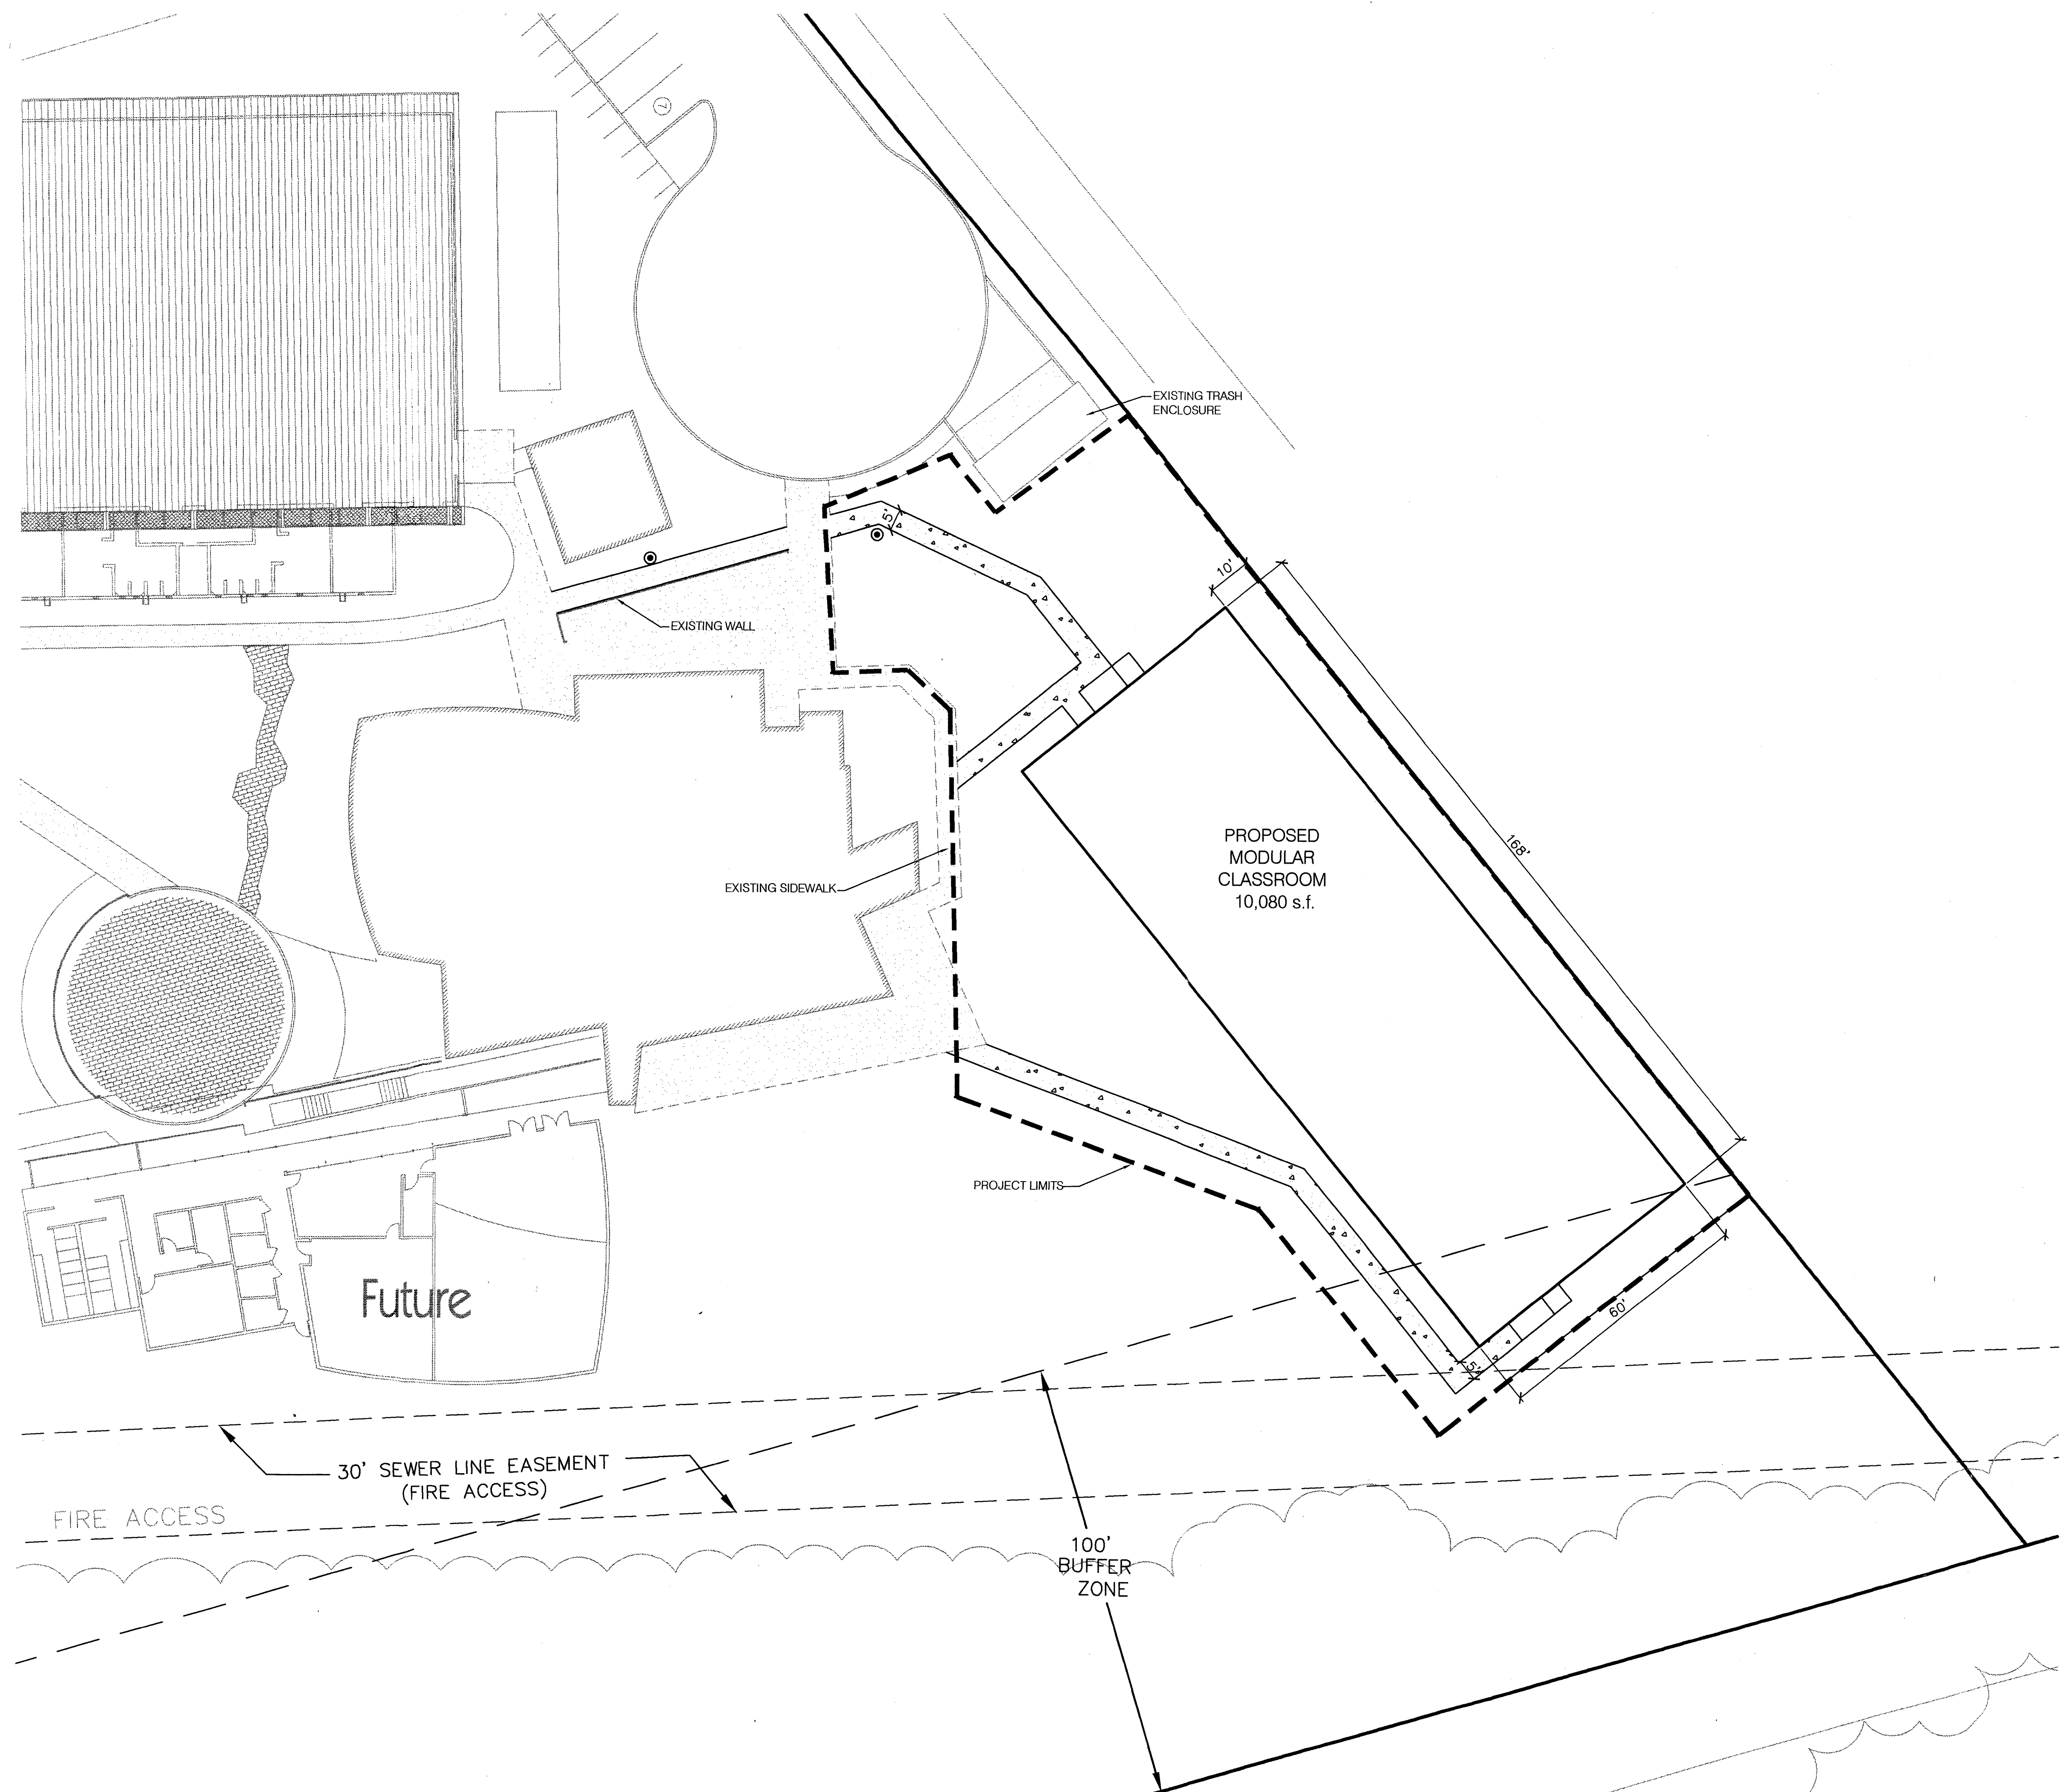 7
EXISTING TRASH
ENCLOSURE
5'
10'
EXISTING WALL
PROPOSED
MODULAR
CLASSROOM
10,080 s.f.
168'
EXISTING SIDEWALK
PROJECT LIMITS
Future
60'
5'
30' SEWER LINE EASEMENT
(FIRE ACCESS)
FIRE ACCESS
100'
BUFFER
ZONE